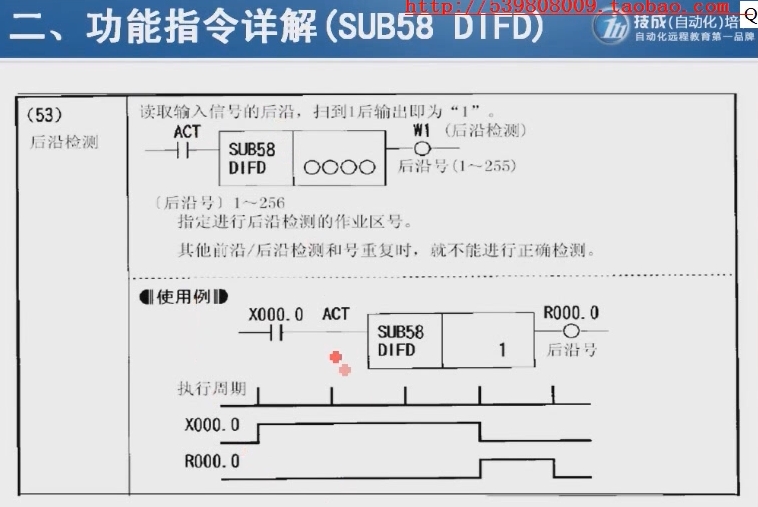 http://539808009.taobao.com
Q
二、功能指令详解(SUB58 DIFD)
技成(自动化)培
自动化远程教育第一品牌
(53)
后沿检测
读取输入信号的后沿，扫到1后输出即为“1”。
ACT
W1 (后沿检测)
SUB58
DIFD
○○○○
后沿号(1～255)
〔后沿号〕1～256
指定进行后沿检测的作业区号。
其他前沿/后沿检测和号重复时，就不能进行正确检测。
使用例
X000.0 ACT
R000.0
SUB58
DIFD
1
后沿号
执行周期
X000.0
R000.0